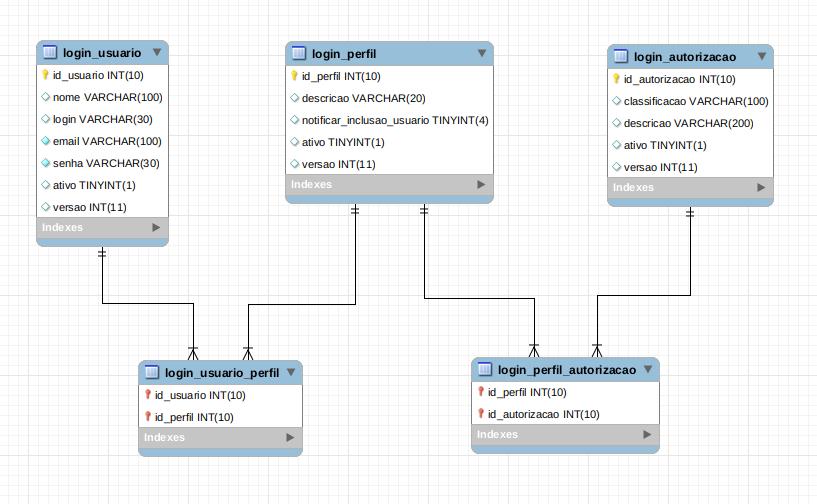 login_usuario
id_usuario INT(10)
nome VARCHAR(100)
login VARCHAR(30)
email VARCHAR(100)
senha VARCHAR(30)
ativo TINYINT(1)
versao INT(11)
Indexes
login_perfil
id_perfil INT(10)
descricao VARCHAR(20)
notificar_inclusao_usuario TINYINT(4)
ativo TINYINT(1)
versao INT(11)
Indexes
login_autorizacao
id_autorizacao INT(10)
classificacao VARCHAR(100)
descricao VARCHAR(200)
ativo TINYINT(1)
versao INT(11)
Indexes
login_usuario_perfil
id_usuario INT(10)
id_perfil INT(10)
Indexes
login_perfil_autorizacao
id_perfil INT(10)
id_autorizacao INT(10)
Indexes